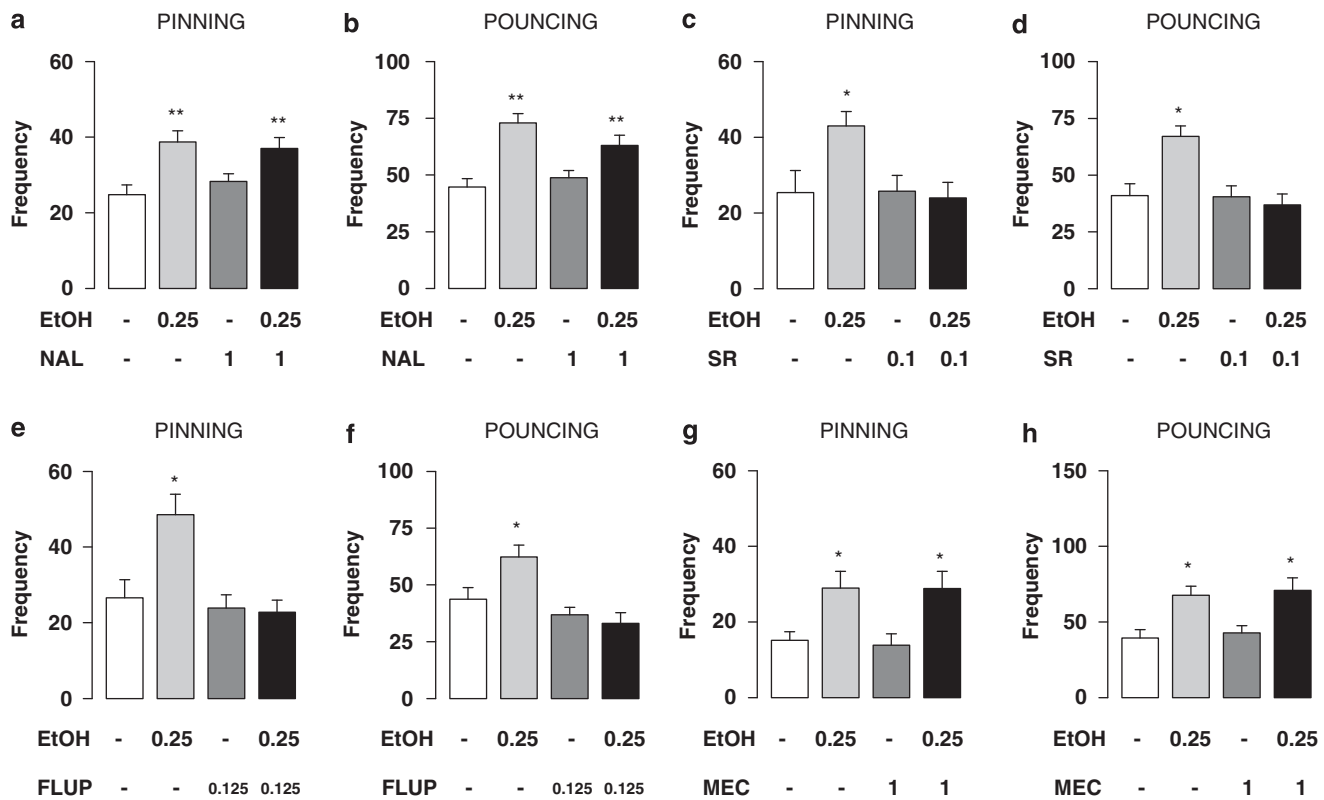 a PINNING
60
40
20
0
Frequency
** **
EtOH - 0.25 - 0.25
NAL - - 1 1
b POUNCING
100
75
50
25
0
Frequency
** **
EtOH - 0.25 - 0.25
NAL - - 1 1
c PINNING
60
40
20
0
Frequency
*
EtOH - 0.25 - 0.25
SR - - 0.1 0.1
d POUNCING
100
75
50
25
0
Frequency
*
EtOH - 0.25 - 0.25
SR - - 0.1 0.1
e PINNING
60
40
20
0
Frequency
*
EtOH - 0.25 - 0.25
FLUP - - 0.125 0.125
f POUNCING
100
75
50
25
0
Frequency
*
EtOH - 0.25 - 0.25
FLUP - - 0.125 0.125
g PINNING
60
40
20
0
Frequency
* *
EtOH - 0.25 - 0.25
MEC - - 1 1
h POUNCING
150
100
50
0
Frequency
* *
EtOH - 0.25 - 0.25
MEC - - 1 1